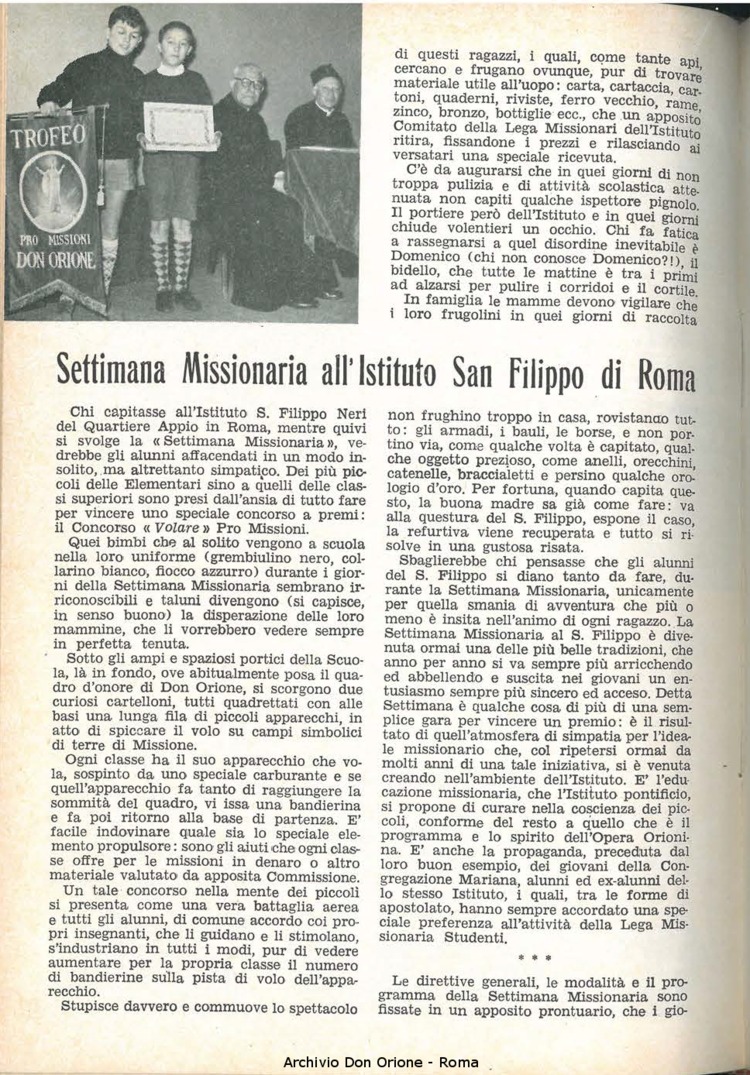 TROFEO
PRO MISSIONI
DON ORIONE
Settimana Missionaria all'Istituto San Filippo di Roma
Chi capitasse all'Istituto S. Filippo Neri
del Quartiere Appio in Roma, mentre quivi
si svolge la « Settimana Missionaria », ve-
drebbe gli alunni affacendati in un modo in-
solito, ma altrettanto simpatico. Dei più pic-
coli delle Elementari sino a quelli delle clas-
si superiori sono presi dall'ansia di tutto fare
per vincere uno speciale concorso a premi:
il Concorso « Volare » Pro Missioni.
Quei bimbi che al solito vengono a scuola
nella loro uniforme (grembiulino nero, col-
larino bianco, fiocco azzurro) durante i gior-
ni della Settimana Missionaria sembrano ir-
riconoscibili e taluni divengono (si capisce,
in senso buono) la disperazione delle loro
mammine, che li vorrebbero vedere sempre
in perfetta tenuta.
Sotto gli ampi e spaziosi portici della Scuo-
la, là in fondo, ove abitualmente posa il qua-
dro d'onore di Don Orione, si scorgono due
curiosi cartelloni, tutti quadrettati con alle
basi una lunga fila di piccoli apparecchi, in
atto di spiccare il volo su campi simbolici
di terre di Missione.
Ogni classe ha il suo apparecchio che vo-
la, sospinto da uno speciale carburante e se
quell'apparecchio fa tanto di raggiungere la
sommità del quadro, vi issa una bandierina
e fa poi ritorno alla base di partenza. E'
facile indovinare quale sia lo speciale ele-
mento propulsore: sono gli aiuti che ogni clas-
se offre per le missioni in denaro o altro
materiale valutato da apposita Commissione.
Un tale concorso nella mente dei piccoli
si presenta come una vera battaglia aerea
e tutti gli alunni, di comune accordo coi pro-
pri insegnanti, che li guidano e li stimolano,
s'industriano in tutti i modi, pur di vedere
aumentare per la propria classe il numero
di bandierine sulla pista di volo dell'appa-
recchio.
Stupisce davvero e commuove lo spettacolo
di questi ragazzi, i quali, come tante api,
cercano e frugano ovunque, pur di trovare
materiale utile all'uopo: carta, cartaccia, car-
toni, quaderni, riviste, ferro vecchio, rame,
zinco, bronzo, bottiglie ecc., che un apposito
Comitato della Lega Missionari dell'Istituto
ritira, fissandone i prezzi e rilasciando ai
versatari una speciale ricevuta.
C'è da augurarsi che in quei giorni di non
troppa pulizia e di attività scolastica atte-
nuata non capiti qualche ispettore pignolo.
Il portiere però dell'Istituto e in quei giorni
chiude volentieri un occhio. Chi fa fatica
a rassegnarsi a quel disordine inevitabile è
Domenico (chi non conosce Domenico?!), il
bidello, che tutte le mattine è tra i primi
ad alzarsi per pulire i corridoi e il cortile.
In famiglia le mamme devono vigilare che
i loro frugolini in quei giorni di raccolta
non frughino troppo in casa, rovistando tut-
to: gli armadi, i bauli, le borse, e non por-
tino via, come qualche volta è capitato, qual-
che oggetto prezioso, come anelli, orecchini,
catenelle, braccialetti e persino qualche oro-
logio d'oro. Per fortuna, quando capita que-
sto, la buona madre sa già come fare: va
alla questura del S. Filippo, espone il caso,
la refurtiva viene recuperata e tutto si ri-
solve in una gustosa risata.
Sbaglierebbe chi pensasse che gli alunni
del S. Filippo si diano tanto da fare, du-
rante la Settimana Missionaria, unicamente
per quella smania di avventura che più o
meno è insita nell'animo di ogni ragazzo. La
Settimana Missionaria al S. Filippo è dive-
nuta ormai una delle più belle tradizioni, che
anno per anno si va sempre più arricchendo
ed abbellendo e suscita nei giovani un en-
tusiasmo sempre più sincero ed acceso. Detta
Settimana è qualche cosa di più di una sem-
plice gara per vincere un premio: è il risul-
tato di quell'atmosfera di simpatia per l'idea-
le missionario che, col ripetersi ormai da
molti anni di una tale iniziativa, si è venuta
creando nell'ambiente dell'Istituto. E' l'edu-
cazione missionaria, che l'Istituto pontificio,
si propone di curare nella coscienza dei pic-
coli, conforme del resto a quello che è il
programma e lo spirito dell'Opera Orioni-
na. E' anche la propaganda, preceduta dal
loro buon esempio, dei giovani della Con-
gregazione Mariana, alunni ed ex-alunni del-
lo stesso Istituto, i quali, tra le forme di
apostolato, hanno sempre accordato una spe-
ciale preferenza all'attività della Lega Mis-
sionaria Studenti.
* * *
Le direttive generali, le modalità e il pro-
gramma della Settimana Missionaria sono
fissate in un apposito prontuario, che i gio-
Archivio Don Orione - Roma